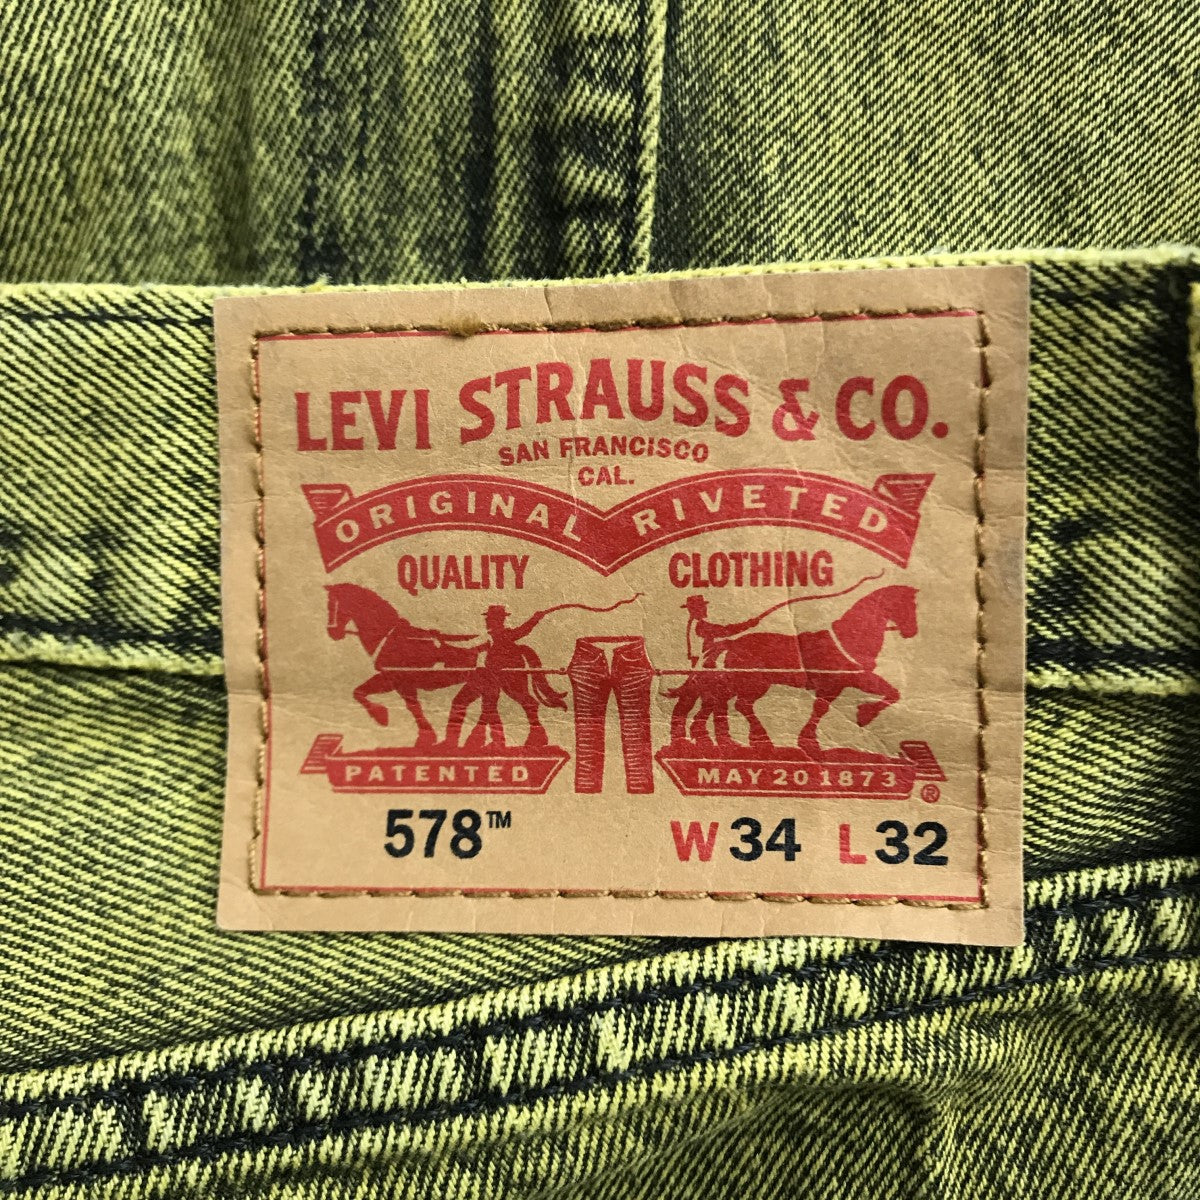 LEVI STRAUSS & CO.
SAN FRANCISCO
CAL.
ORIGINAL RIVETED
QUALITY CLOTHING
PATENTED MAY 20 1873 ®
578™ W34 L32